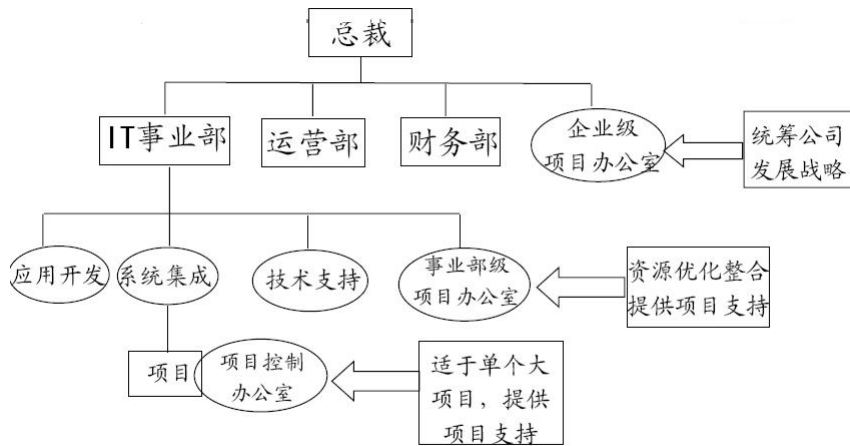 总裁
IT事业部
运营部
财务部
企业级
项目办公室
统筹公司
发展战略
应用开发
系统集成
技术支持
事业部级
项目办公室
资源优化整合
提供项目支持
项目
项目控制
办公室
适于单个大
项目，提供
项目支持